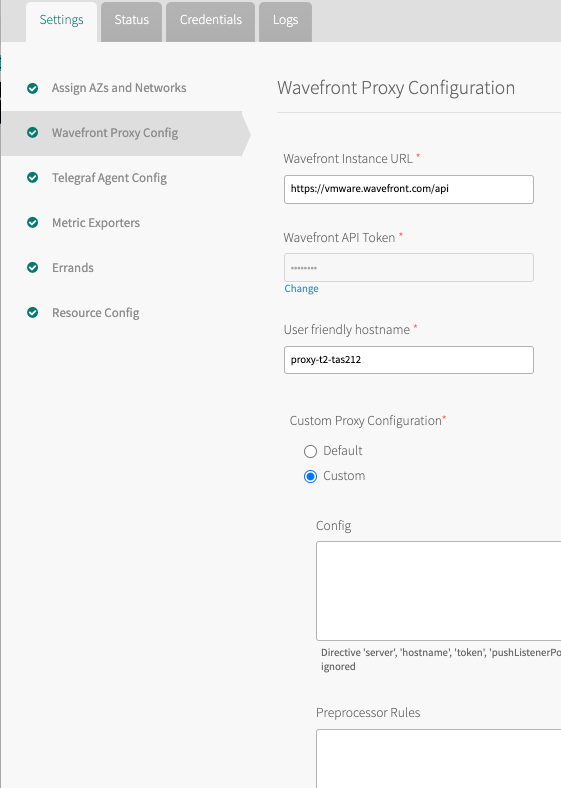 Settings
Status
Credentials
Logs
Assign AZs and Networks
Wavefront Proxy Config
Telegraf Agent Config
Metric Exporters
Errands
Resource Config
Wavefront Proxy Configuration
Wavefront Instance URL *
https://vmware.wavefront.com/api
Wavefront API Token *
••••••••
Change
User friendly hostname *
proxy-t2-tas212
Custom Proxy Configuration*
Default
Custom
Config
Directive 'server', 'hostname', 'token', 'pushListenerPo
ignored
Preprocessor Rules